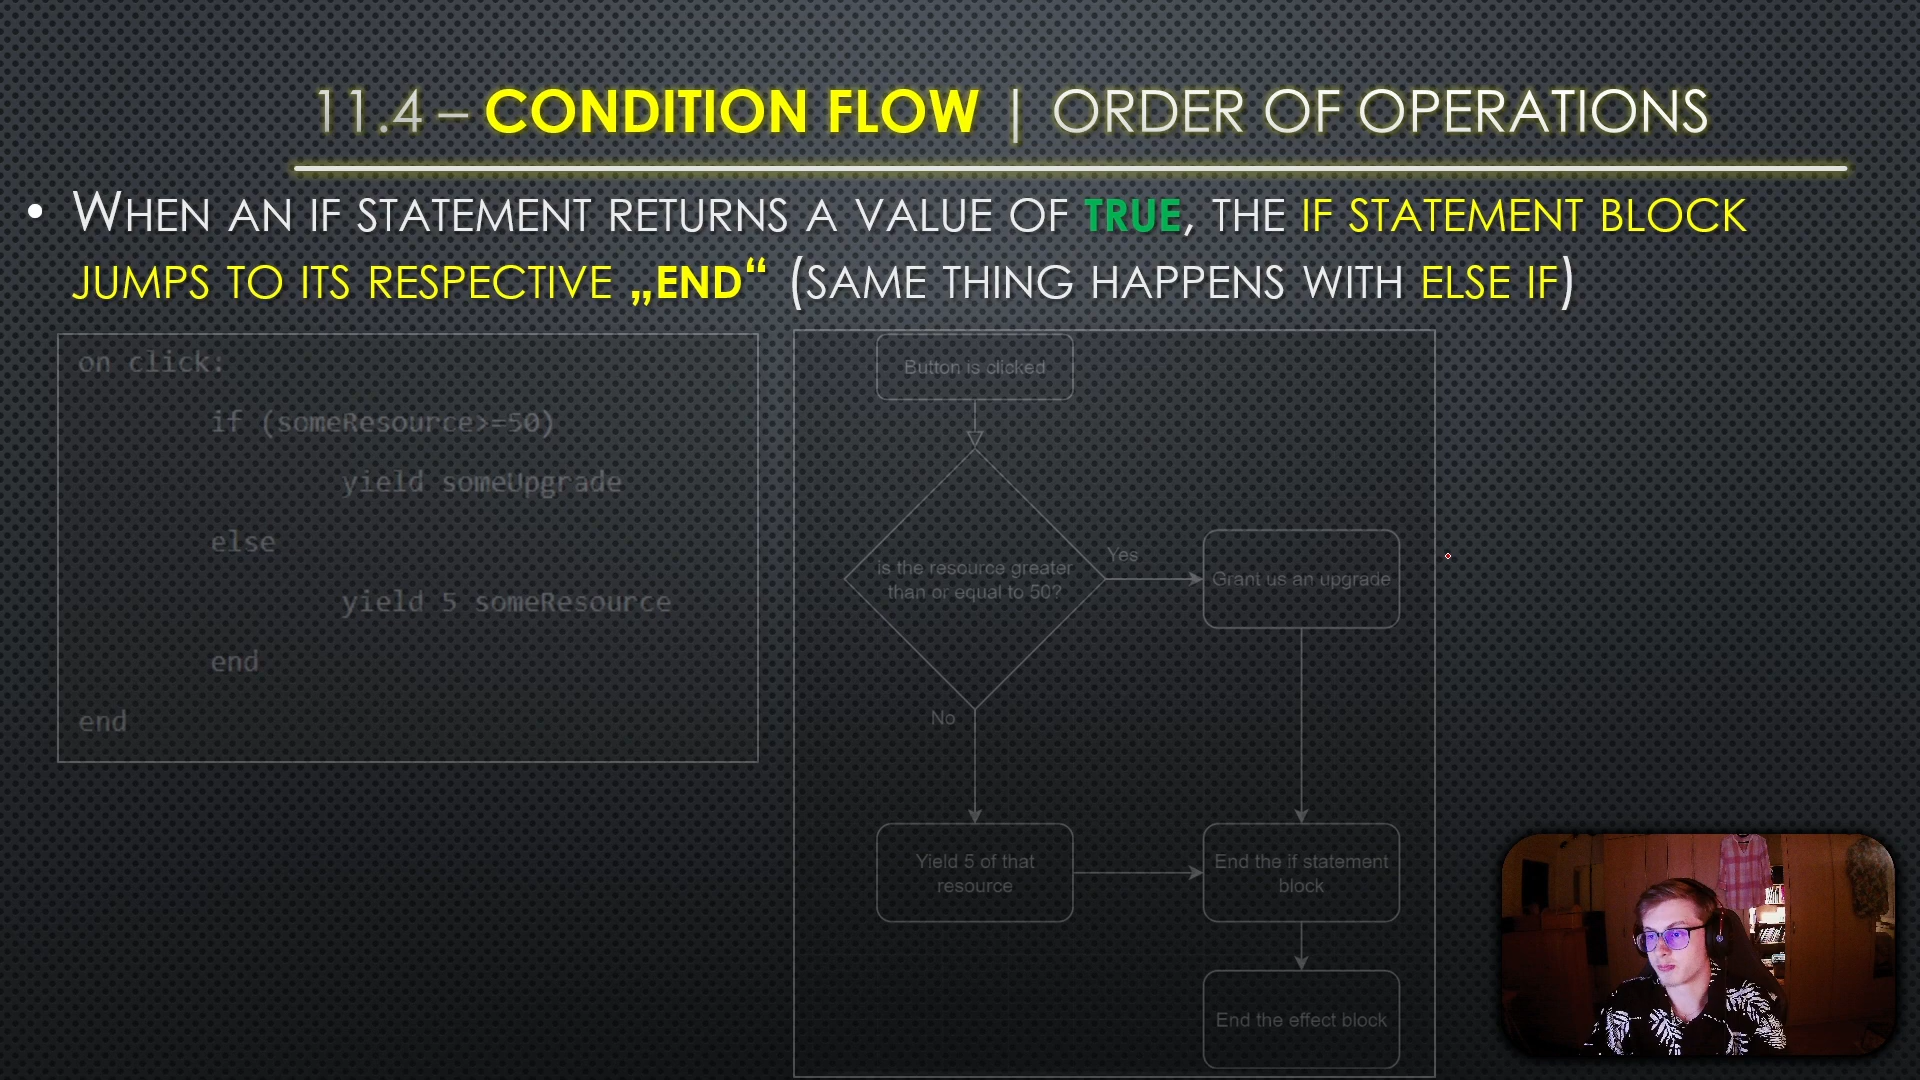 11.4 – CONDITION FLOW | ORDER OF OPERATIONS
• WHEN AN IF STATEMENT RETURNS A VALUE OF TRUE, THE IF STATEMENT BLOCK
JUMPS TO ITS RESPECTIVE „END“ (SAME THING HAPPENS WITH ELSE IF)
on click:
if (someResource>=50)
yield someUpgrade
else
yield 5 someResource
end
end
Button is clicked
is the resource greater
than or equal to 50?
Yes
Grant us an upgrade
No
Yield 5 of that
resource
End the if statement
block
End the effect block